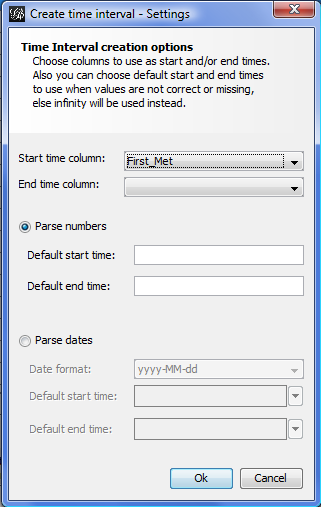 Create time interval - Settings
Time Interval creation options
Choose columns to use as start and/or end times.
Also you can choose default start and end times
to use when values are not correct or missing,
else infinity will be used instead.
Start time column: First_Met
End time column:
Parse numbers
Default start time:
Default end time:
Parse dates
Date format: yyyy-MM-dd
Default start time:
Default end time:
Ok Cancel